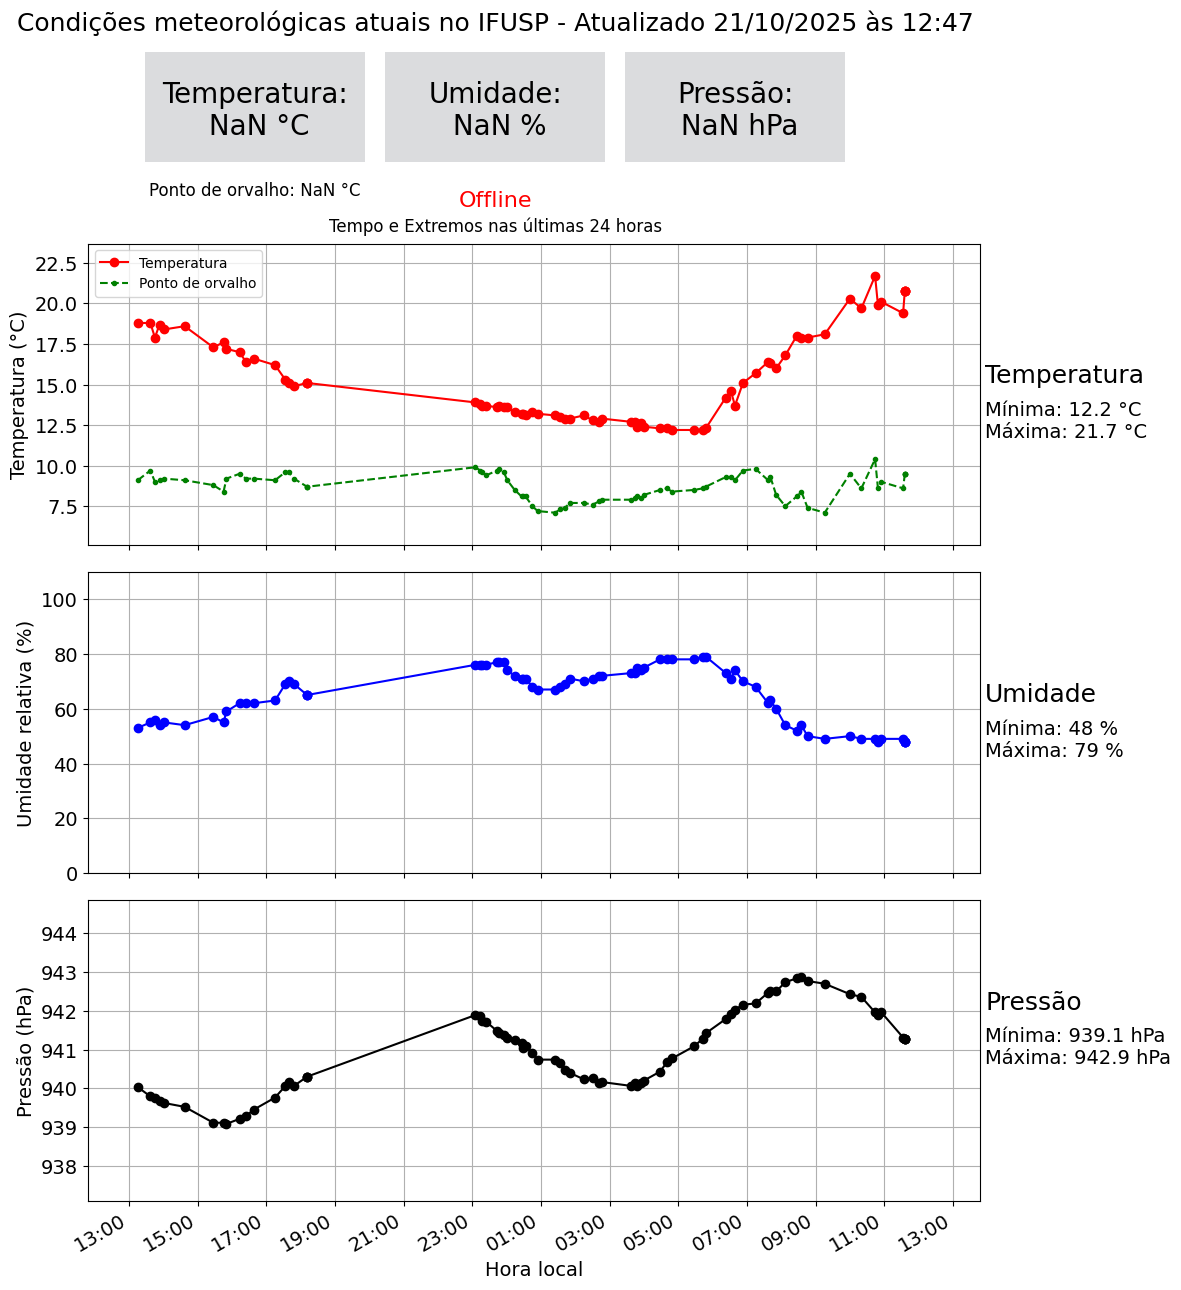 Condições meteorológicas atuais no IFUSP - Atualizado 21/10/2025 às 12:47
Temperatura:
NaN °C
Umidade:
NaN %
Pressão:
NaN hPa
Ponto de orvalho: NaN °C
Offline
Tempo e Extremos nas últimas 24 horas
Temperatura (°C)
22.5
20.0
17.5
15.0
12.5
10.0
7.5
Temperatura
Ponto de orvalho
Temperatura
Mínima: 12.2 °C
Máxima: 21.7 °C
Umidade relativa (%)
100
80
60
40
20
0
Umidade
Mínima: 48 %
Máxima: 79 %
Pressão (hPa)
944
943
942
941
940
939
938
Pressão
Mínima: 939.1 hPa
Máxima: 942.9 hPa
13:00 15:00 17:00 19:00 21:00 23:00 01:00 03:00 05:00 07:00 09:00 11:00 13:00
Hora local